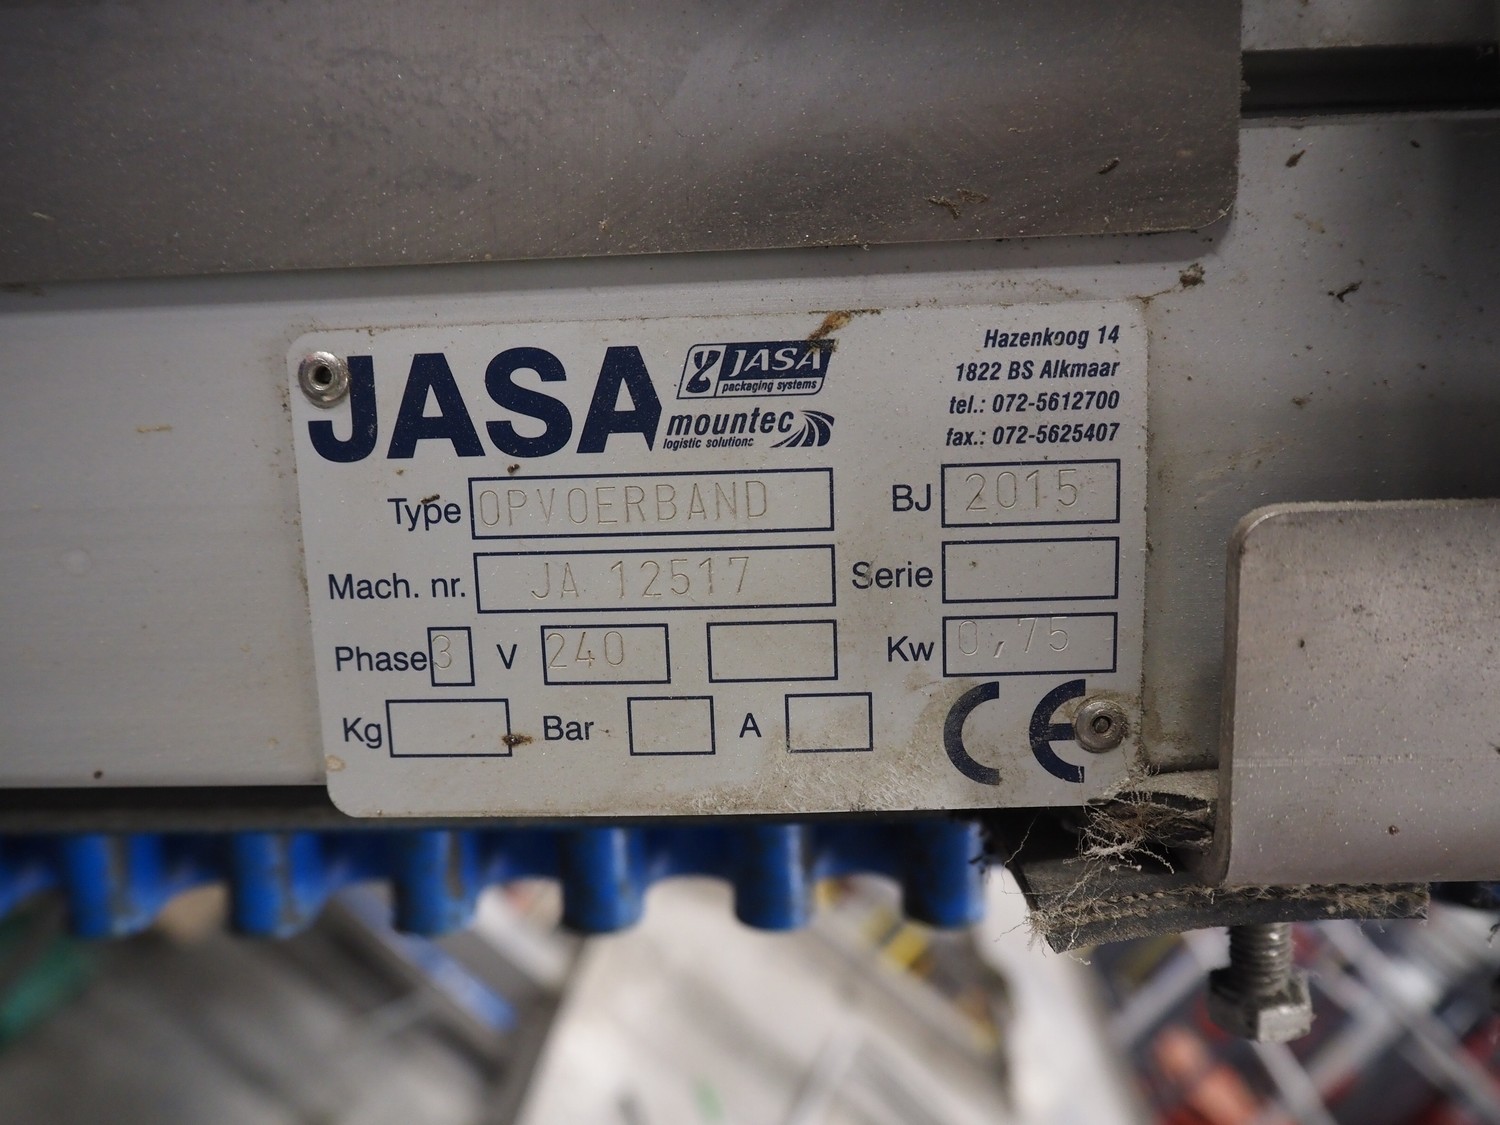 JASA
JASA
packaging systems
mountec
logistic solutionc
Hazenkoog 14
1822 BS Alkmaar
tel.: 072-5612700
fax.: 072-5625407
Type OPVOERBAND BJ 2015
Mach. nr. JA 12517 Serie
Phase 3 V 240 Kw 0,75
Kg Bar A CE